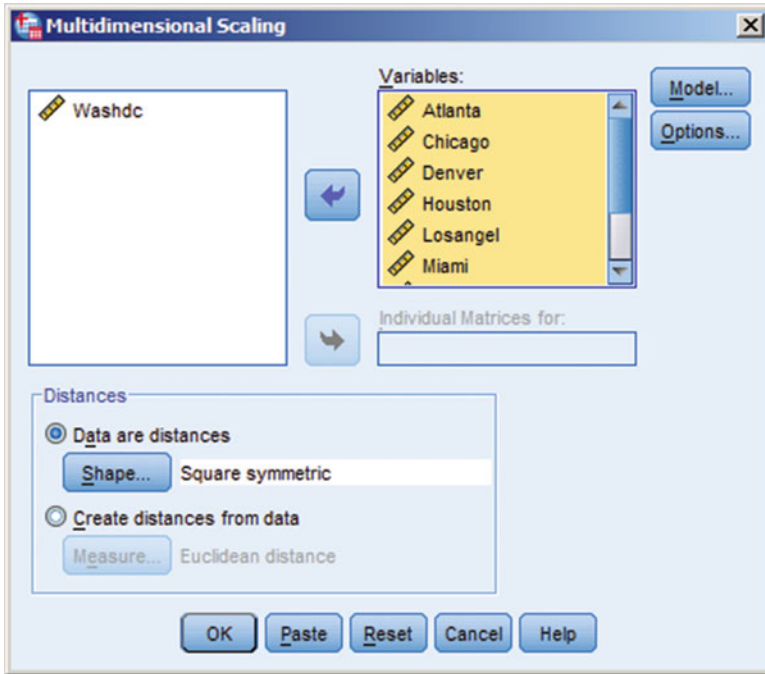 Multidimensional Scaling
Variables:
Washdc
Atlanta
Chicago
Denver
Houston
Losangel
Miami
Model...
Options...
Individual Matrices for:
Distances
Data are distances
Shape... Square symmetric
Create distances from data
Measure... Euclidean distance
OK Paste Reset Cancel Help